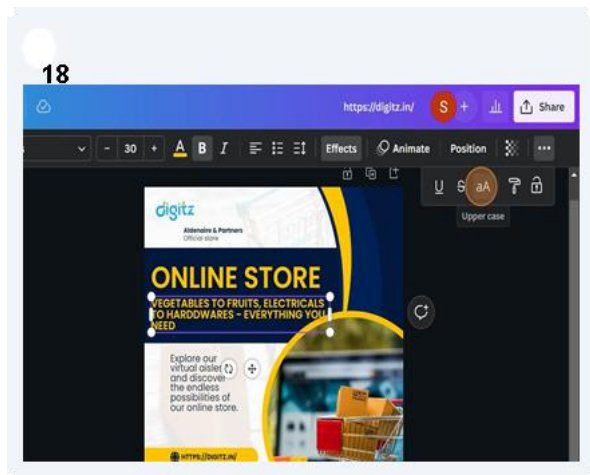 18
https://digitz.in/ S + Share
- 30 + A B I Effects Animate Position ...
U S aA
Upper case
digitz
Aldenaire & Partners
Official store
ONLINE STORE
VEGETABLES TO FRUITS, ELECTRICALS
TO HARDDWARES - EVERYTHING YOU
NEED
Explore our
virtual aisles
and discover
the endless
possibilities of
our online store.
HTTPS://DIGITZ.IN/